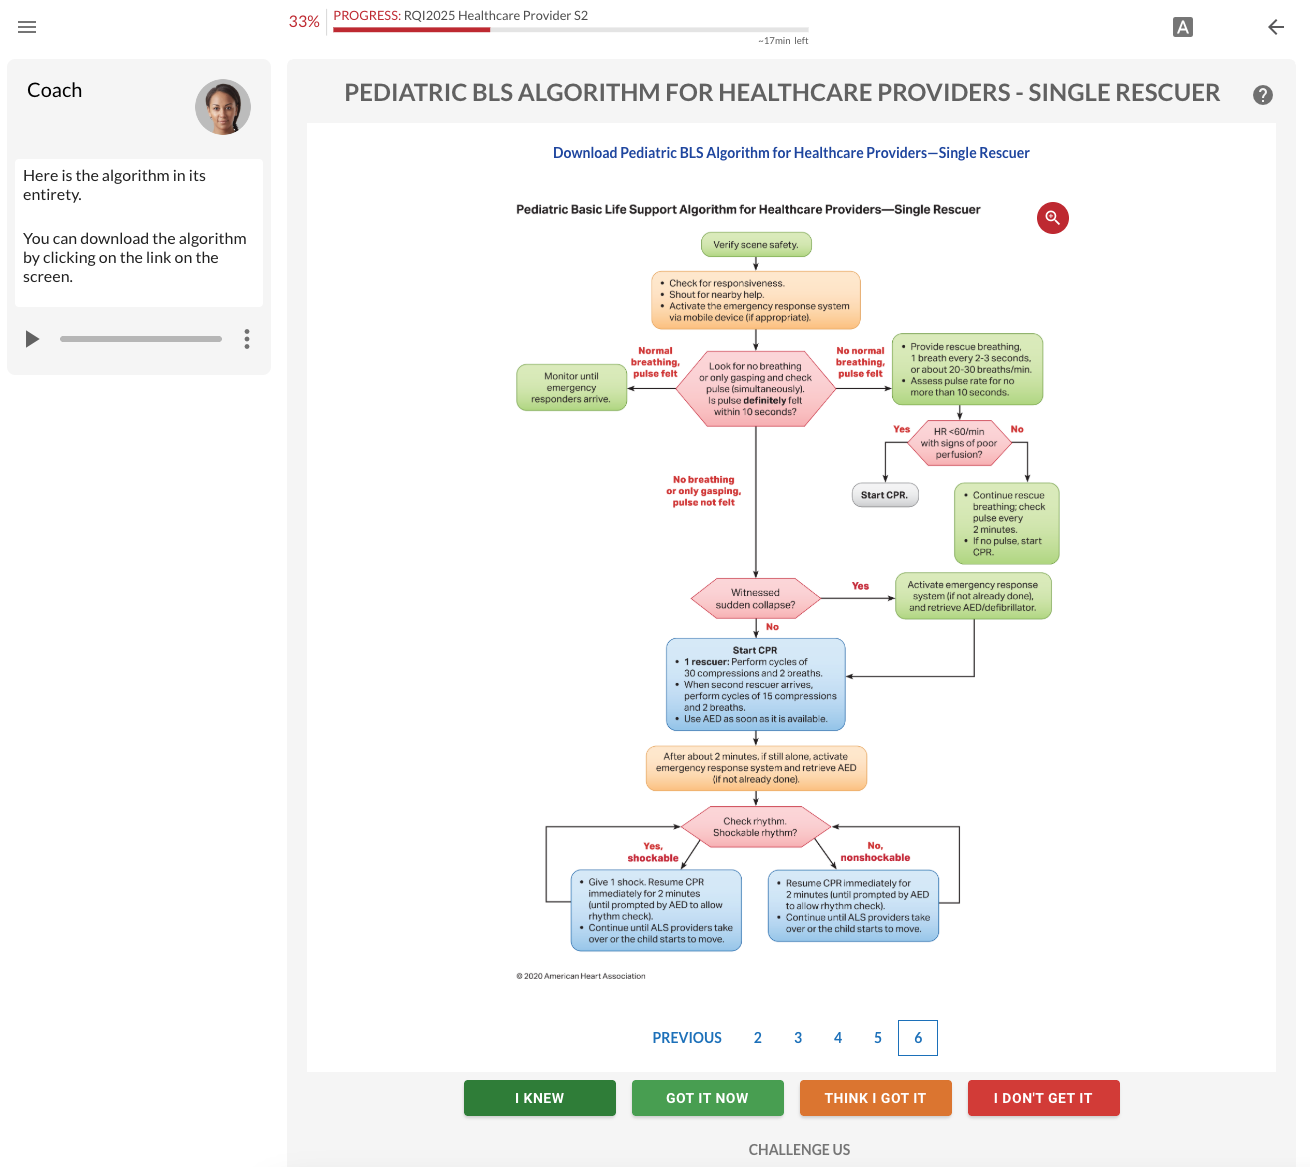 33%
PROGRESS: RQI2025 Healthcare Provider S2
~17min left
A
Coach
Here is the algorithm in its
entirety.
You can download the algorithm
by clicking on the link on the
screen.
PEDIATRIC BLS ALGORITHM FOR HEALTHCARE PROVIDERS - SINGLE RESCUER
?
Download Pediatric BLS Algorithm for Healthcare Providers—Single Rescuer
Pediatric Basic Life Support Algorithm for Healthcare Providers—Single Rescuer
Verify scene safety.
• Check for responsiveness.
• Shout for nearby help.
• Activate the emergency response system
via mobile device (if appropriate).
Normal
breathing,
pulse felt
Monitor until
emergency
responders arrive.
Look for no breathing
or only gasping and check
pulse (simultaneously).
Is pulse definitely felt
within 10 seconds?
No normal
breathing,
pulse felt
• Provide rescue breathing,
1 breath every 2-3 seconds,
or about 20-30 breaths/min.
• Assess pulse rate for no
more than 10 seconds.
Yes
HR <60/min
with signs of poor
perfusion?
No
Start CPR.
• Continue rescue
breathing; check
pulse every
2 minutes.
• If no pulse, start
CPR.
No breathing
or only gasping,
pulse not felt
Witnessed
sudden collapse?
Yes
Activate emergency response
system (if not already done),
and retrieve AED/defibrillator.
No
Start CPR
• 1 rescuer: Perform cycles of
30 compressions and 2 breaths.
• When second rescuer arrives,
perform cycles of 15 compressions
and 2 breaths.
• Use AED as soon as it is available.
After about 2 minutes, if still alone, activate
emergency response system and retrieve AED
(if not already done).
Check rhythm.
Shockable rhythm?
Yes,
shockable
No,
nonshockable
• Give 1 shock. Resume CPR
immediately for 2 minutes
(until prompted by AED to allow
rhythm check).
• Continue until ALS providers take
over or the child starts to move.
• Resume CPR immediately for
2 minutes (until prompted by AED
to allow rhythm check).
• Continue until ALS providers take
over or the child starts to move.
© 2020 American Heart Association
PREVIOUS 2 3 4 5 6
I KNEW GOT IT NOW THINK I GOT IT I DON'T GET IT
CHALLENGE US